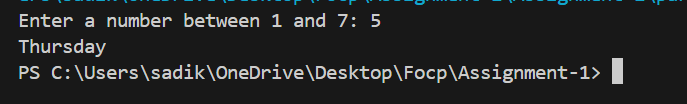 Enter a number between 1 and 7: 5
Thursday
PS C:\Users\sadik\OneDrive\Desktop\Focp\Assignment-1>